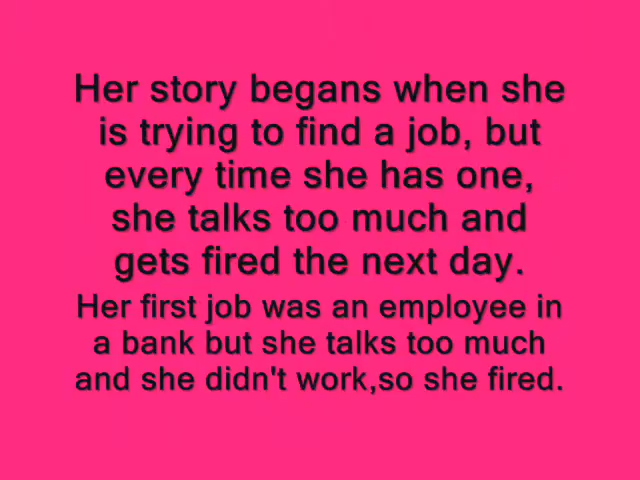 Her story begans when she
is trying to find a job, but
every time she has one,
she talks too much and
gets fired the next day.
Her first job was an employee in
a bank but she talks too much
and she didn't work,so she fired.